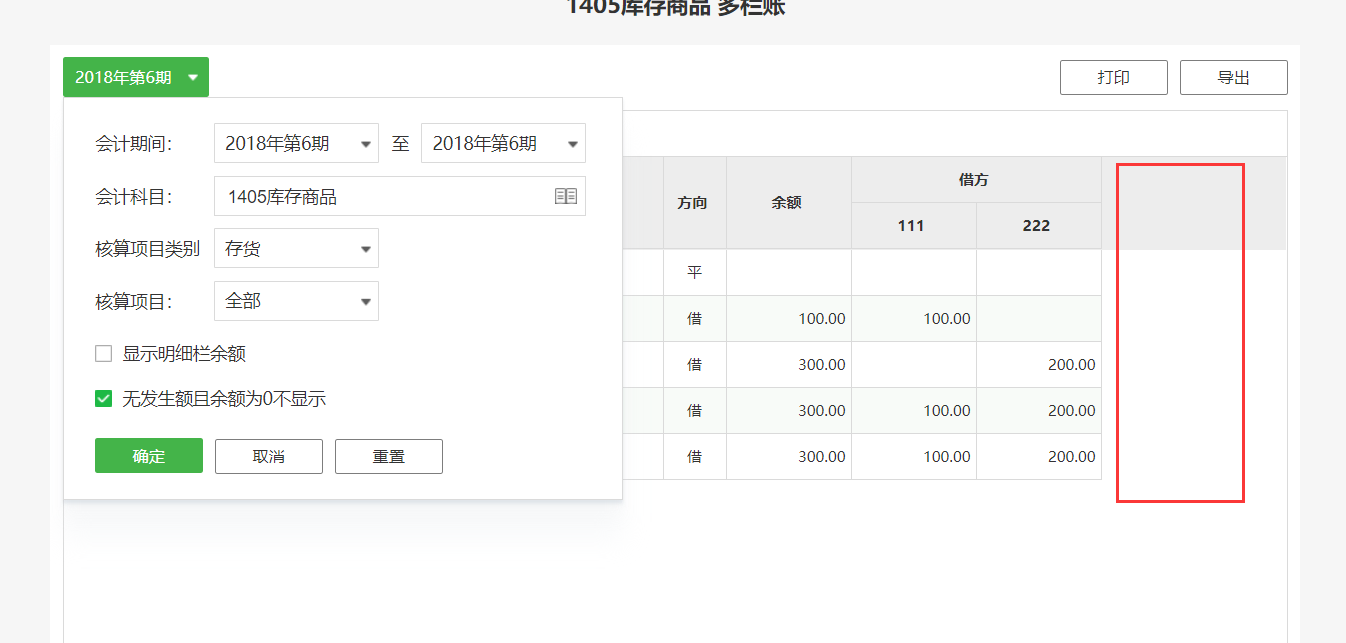 1405库存商品 多栏账
2018年第6期
打印 导出
会计期间： 2018年第6期 至 2018年第6期
会计科目： 1405库存商品
核算项目类别 存货
核算项目： 全部
显示明细栏余额
无发生额且余额为0不显示
确定 取消 重置
方向 余额 借方
111 222
平
借 100.00 100.00
借 300.00 200.00
借 300.00 100.00 200.00
借 300.00 100.00 200.00